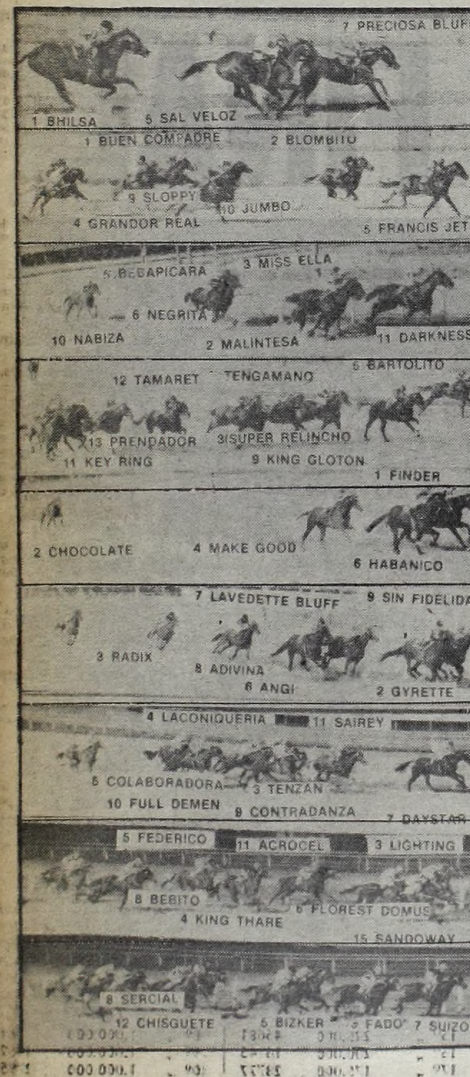 7 PRECIOSA BLUF
1 BHILSA 5 SAL VELOZ
1 BUEN COMPADRE 2 BLOMBITO
9 SLOPPY
10 JUMBO
4 GRANDOR REAL 5 FRANCIS JET
5 BEBAPICARA 3 MISS ELLA
6 NEGRITA
10 NABIZA 2 MALINTESA 11 DARKNESS
5 BARTOLITO
12 TAMARET TENGAMANO
13 PRENDADOR 3 SUPER RELINCHO
11 KEY RING 9 KING GLOTON
1 FINDER
2 CHOCOLATE 4 MAKE GOOD
6 HABANICO
7 LAVEDETTE BLUFF 9 SIN FIDELIDA
3 RADIX
8 ADIVINA
6 ANGI 2 GYRETTE
4 LACONIQUERIA 11 SAIREY
5 COLABORADORA 3 TENZAN
10 FULL DEMEN 9 CONTRADANZA
7 DAYSTAR
5 FEDERICO 11 ACROCEL 3 LIGHTING
8 BEBITO
4 KING THARE 6 FLOREST DOMUS
15 SANDOWAY
8 SERCIAL
12 CHISGUETE 5 BIZKER 9 FADO 7 SUIZO